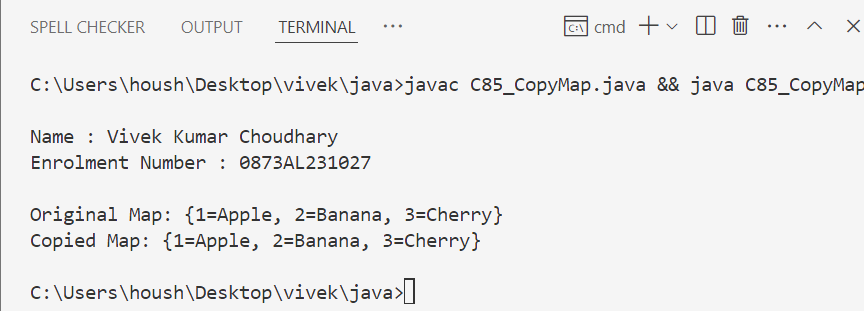 SPELL CHECKER OUTPUT TERMINAL ··· cmd
C:\Users\housh\Desktop\vivek\java>javac C85_CopyMap.java && java C85_CopyMap
Name : Vivek Kumar Choudhary
Enrolment Number : 0873AL231027
Original Map: {1=Apple, 2=Banana, 3=Cherry}
Copied Map: {1=Apple, 2=Banana, 3=Cherry}
C:\Users\housh\Desktop\vivek\java>